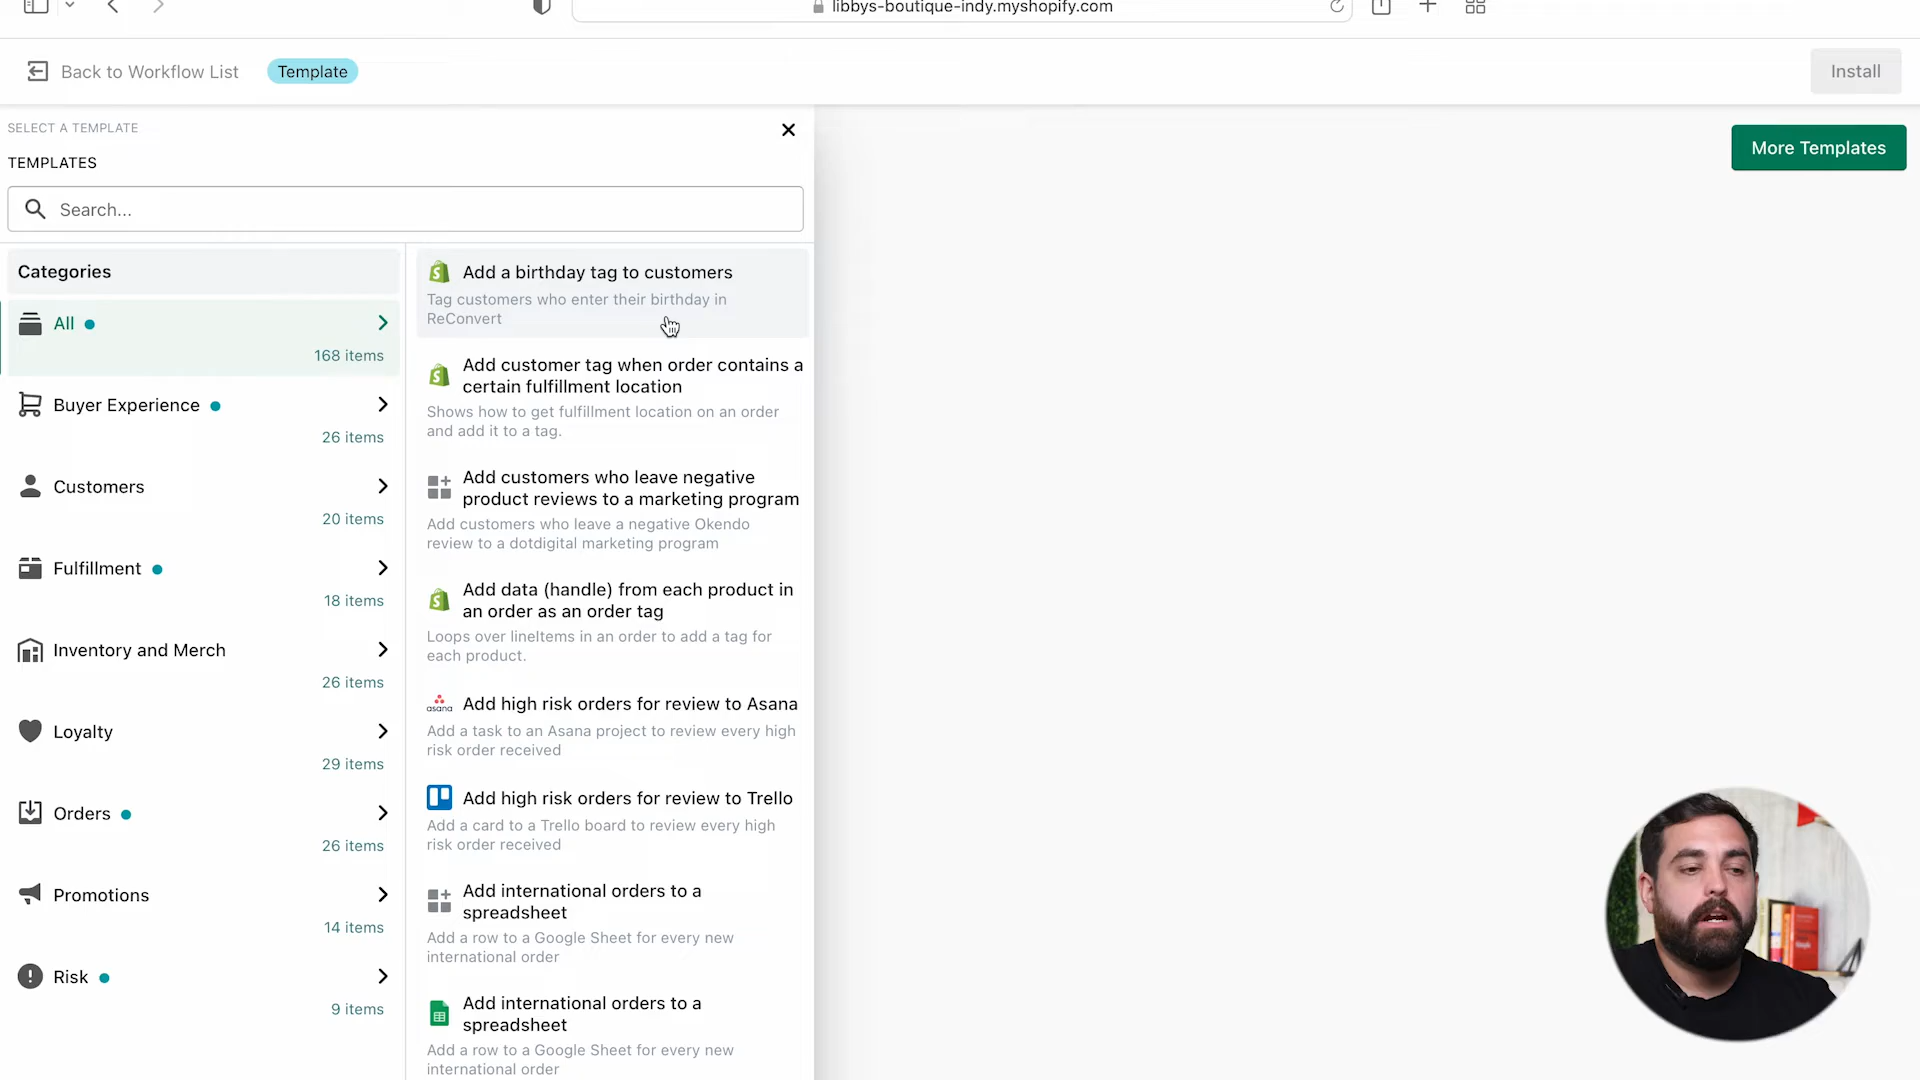 libbys-boutique-indy.myshopify.com
Back to Workflow List
Template
Install
SELECT A TEMPLATE
More Templates
TEMPLATES
Search...
Categories
All
168 items
Buyer Experience
26 items
Customers
20 items
Fulfillment
18 items
Inventory and Merch
26 items
Loyalty
29 items
Orders
26 items
Promotions
14 items
Risk
9 items
Add a birthday tag to customers
Tag customers who enter their birthday in
ReConvert
Add customer tag when order contains a
certain fulfillment location
Shows how to get fulfillment location on an order
and add it to a tag.
Add customers who leave negative
product reviews to a marketing program
Add customers who leave a negative Okendo
review to a dotdigital marketing program
Add data (handle) from each product in
an order as an order tag
Loops over lineItems in an order to add a tag for
each product.
asana
Add high risk orders for review to Asana
Add a task to an Asana project to review every high
risk order received
Add high risk orders for review to Trello
Add a card to a Trello board to review every high
risk order received
Add international orders to a
spreadsheet
Add a row to a Google Sheet for every new
international order
Add international orders to a
spreadsheet
Add a row to a Google Sheet for every new
international order